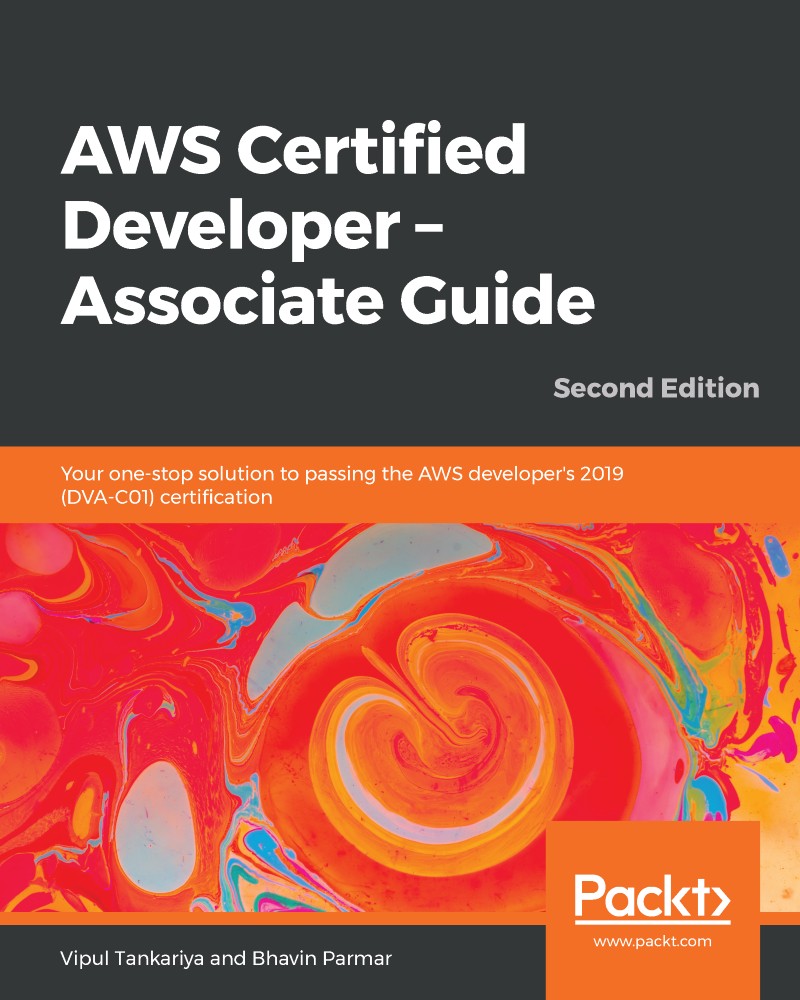 AWS Certified
Developer –
Associate Guide
Second Edition
Your one-stop solution to passing the AWS developer's 2019
(DVA-C01) certification
Packt>
www.packt.com
Vipul Tankariya and Bhavin Parmar